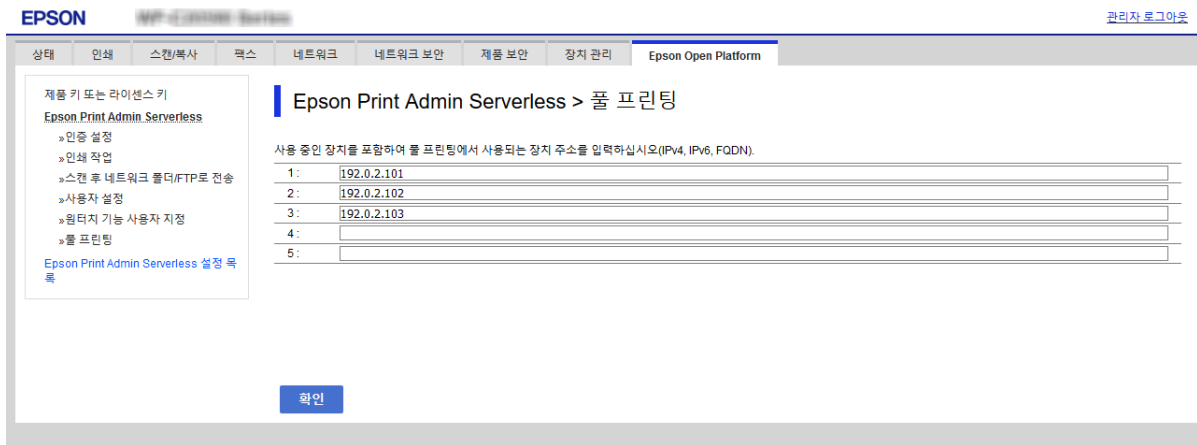 EPSON
관리자 로그아웃
상태 인쇄 스캔/복사 팩스 네트워크 네트워크 보안 제품 보안 장치 관리 Epson Open Platform
제품 키 또는 라이센스 키
Epson Print Admin Serverless
»인증 설정
»인쇄 작업
»스캔 후 네트워크 폴더/FTP로 전송
»사용자 설정
»원터치 기능 사용자 지정
»풀 프린팅
Epson Print Admin Serverless 설정 목
록
Epson Print Admin Serverless > 풀 프린팅
사용 중인 장치를 포함하여 풀 프린팅에서 사용되는 장치 주소를 입력하십시오(IPv4, IPv6, FQDN).
1 : 192.0.2.101
2 : 192.0.2.102
3 : 192.0.2.103
4 :
5 :
확인